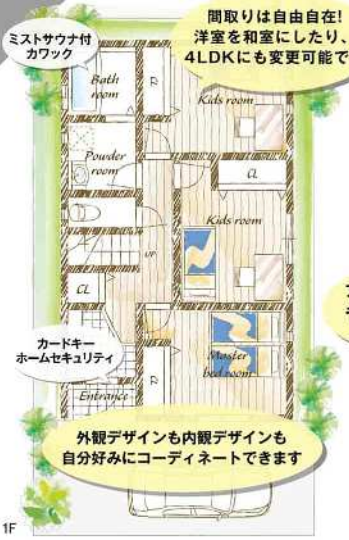 間取りは自由自在!
洋室を和室にしたり、
4LDKにも変更可能で
ミストサウナ付
カワック
Bath
room
Kids room
Powder
room
CL
Kids room
UP
CL
カードキー
ホームセキュリティ
Master
bed room
Entrance
外観デザインも内観デザインも
自分好みにコーディネートできます
1F